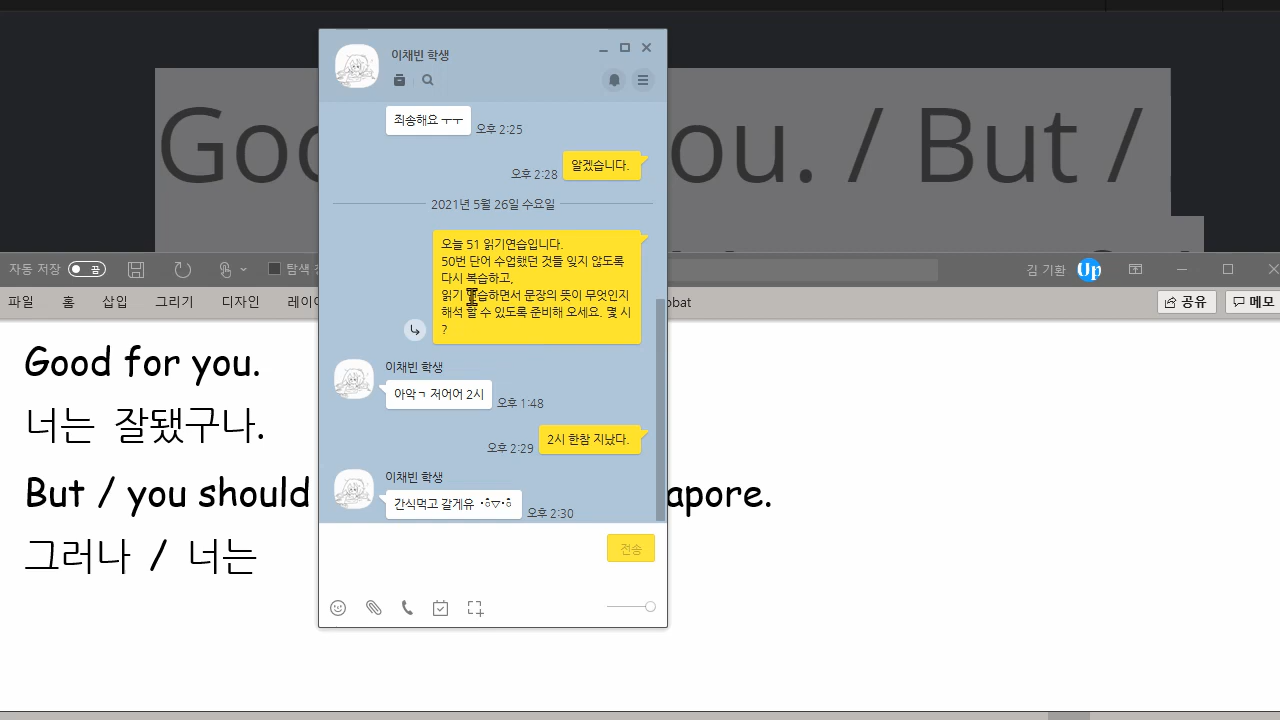 Goo ou. / But /
이채빈 학생
죄송해요 ㅜㅜ
오후 2:25
알겠습니다.
오후 2:28
2021년 5월 26일 수요일
오늘 51 읽기연습입니다.
50번 단어 수업했던 것들 잊지 않도록
다시 복습하고,
읽기 습하면서 문장의 뜻이 무엇인지
해석 할 수 있도록 준비해 오세요. 몇 시
?
이채빈 학생
아악ㄱ 저어어 2시
오후 1:48
2시 한참 지났다.
오후 2:29
이채빈 학생
간식먹고 갈게유
오후 2:30
전송
자동 저장 끔
탐색
김 기환
Up
파일 홈 삽입 그리기 디자인 레이 obat
공유 메모
Good for you.
너는 잘됐구나.
But / you should apore.
그러나 / 너는